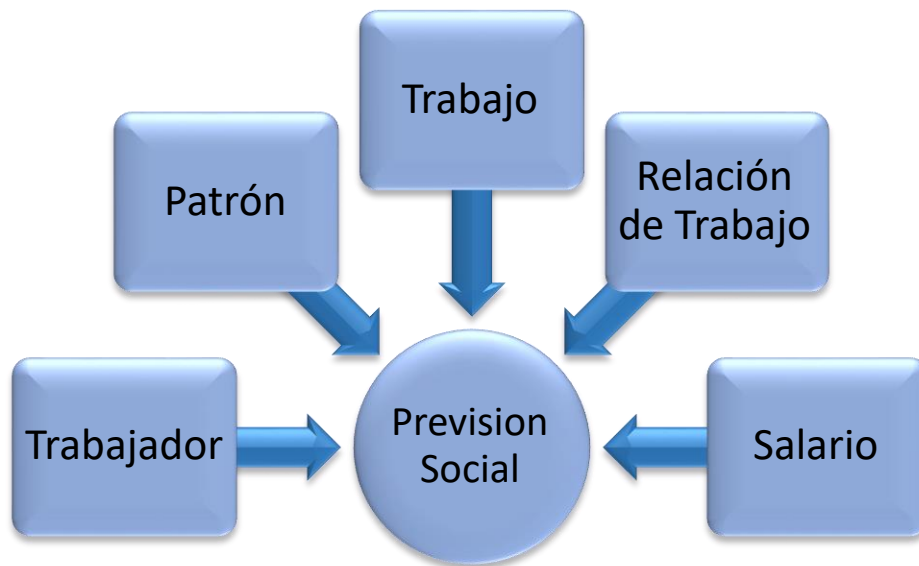 Trabajo
Patrón
Relación
de Trabajo
Trabajador
Prevision
Social
Salario